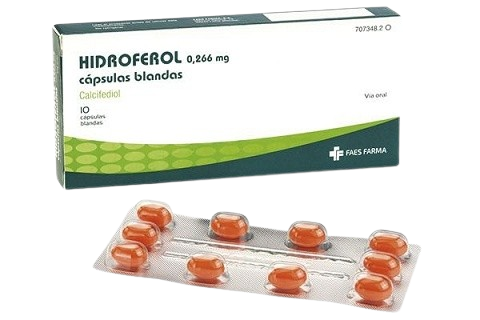 707348.2 O
HIDROFEROL 0,266 mg
cápsulas blandas
Calcifediol
10
cápsulas
blandas
Vía oral
FAES FARMA